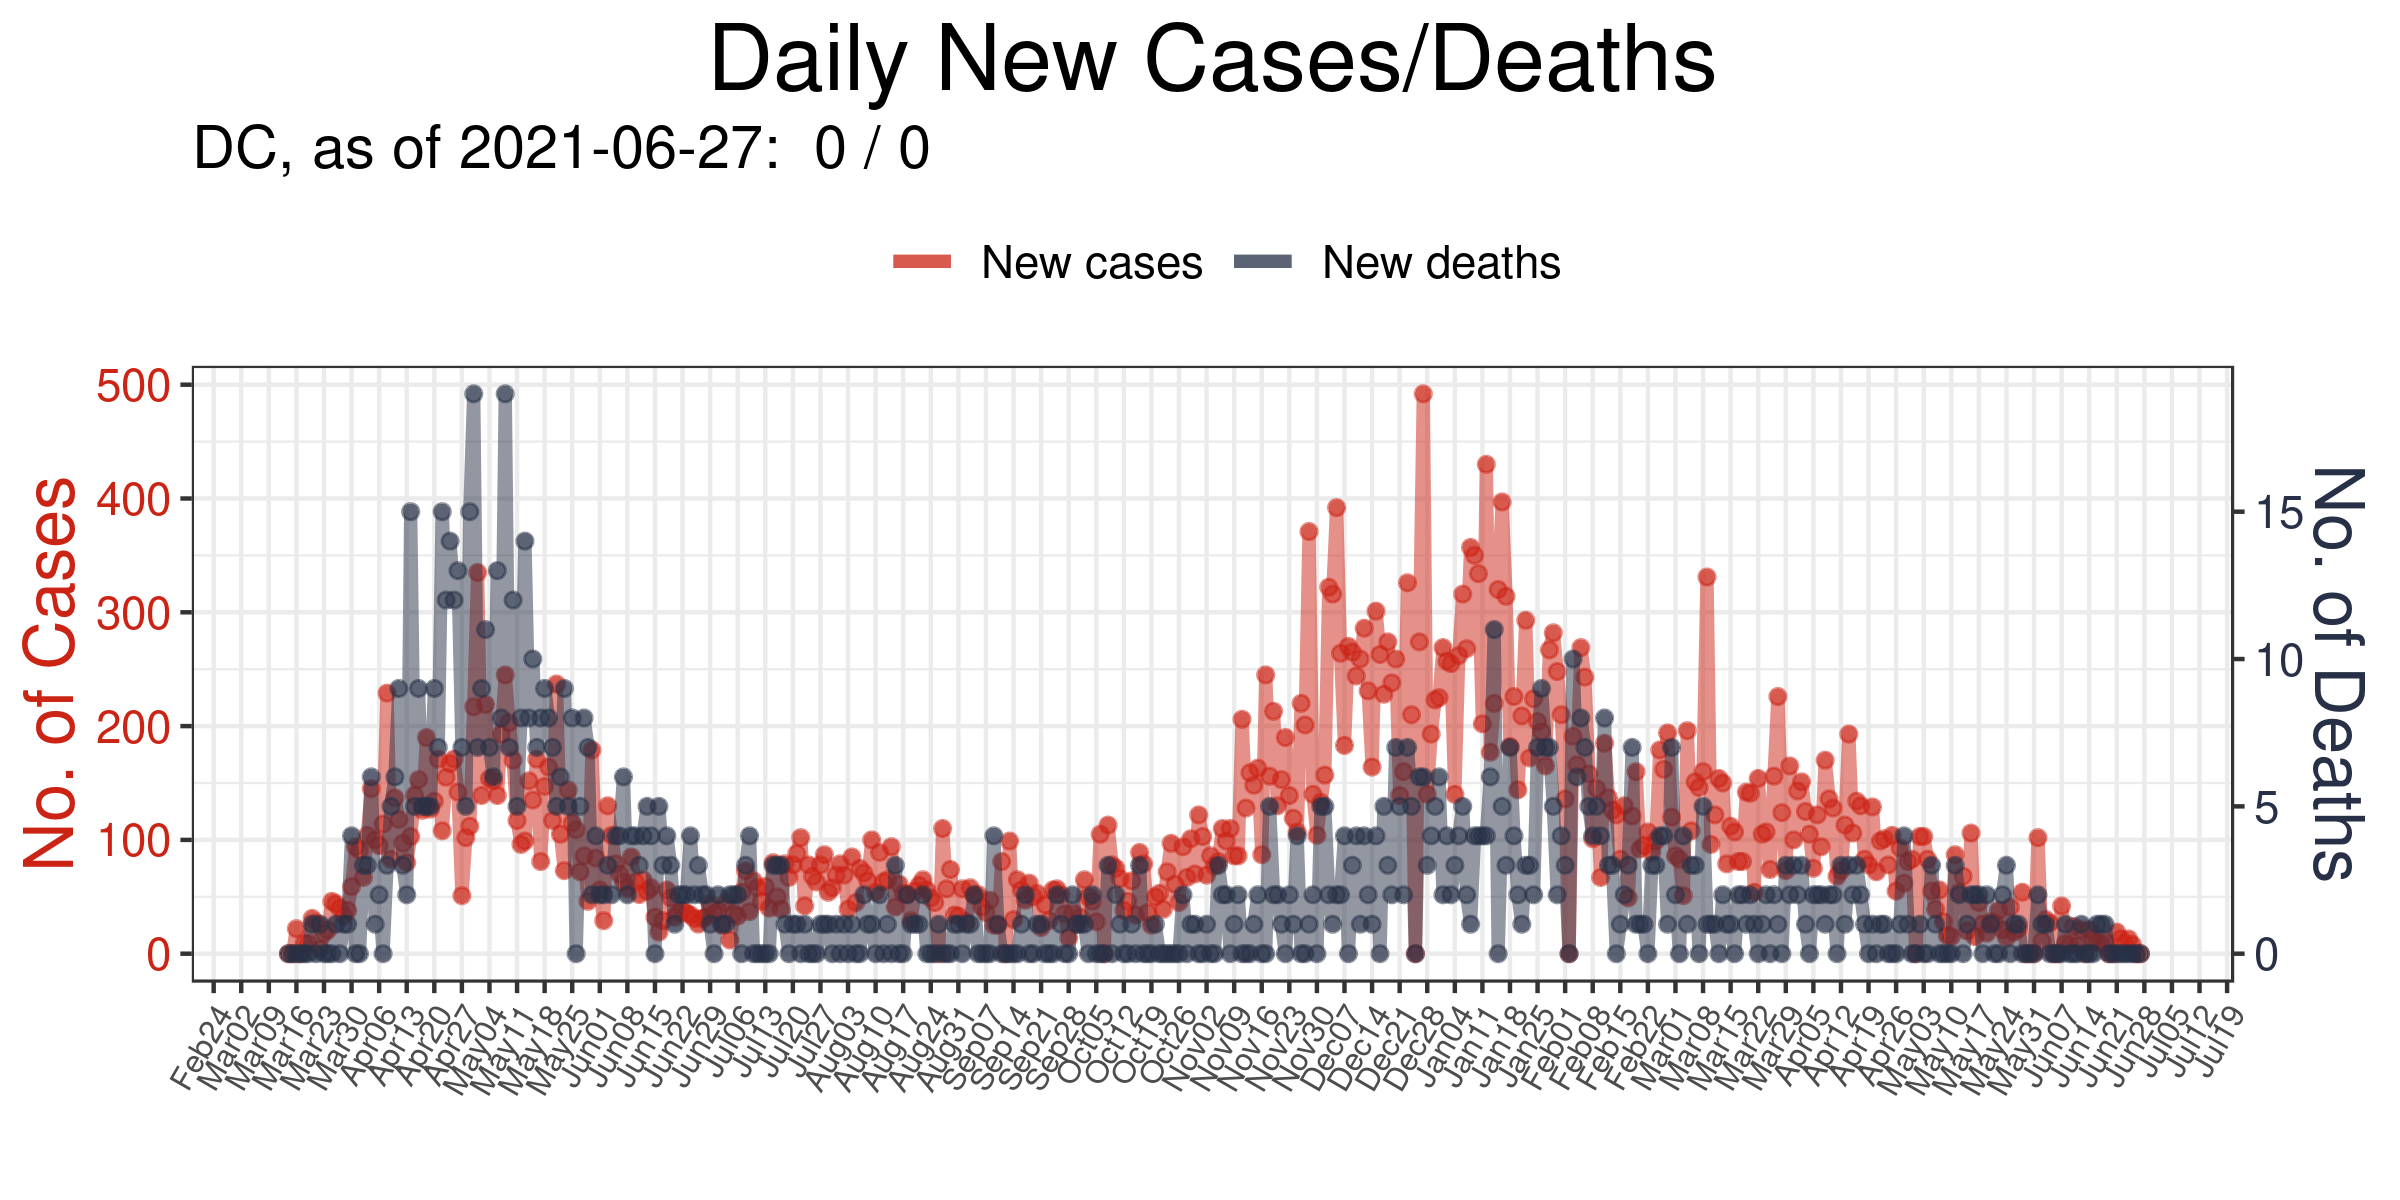 Daily New Cases/Deaths
DC, as of 2021-06-27: 0 / 0
New cases
New deaths
No. of Cases
500
400
300
200
100
0
No. of Deaths
15
10
5
0
Feb24
Mar02
Mar09
Mar16
Mar23
Mar30
Apr06
Apr13
Apr20
Apr27
May04
May11
May18
May25
Jun01
Jun08
Jun15
Jun22
Jun29
Jul06
Jul13
Jul20
Jul27
Aug03
Aug10
Aug17
Aug24
Aug31
Sep07
Sep14
Sep21
Sep28
Oct05
Oct12
Oct19
Oct26
Nov02
Nov09
Nov16
Nov23
Nov30
Dec07
Dec14
Dec21
Dec28
Jan04
Jan11
Jan18
Jan25
Feb01
Feb08
Feb15
Feb22
Mar01
Mar08
Mar15
Mar22
Mar29
Apr05
Apr12
Apr19
Apr26
May03
May10
May17
May24
May31
Jun07
Jun14
Jun21
Jun28
Jul05
Jul12
Jul19